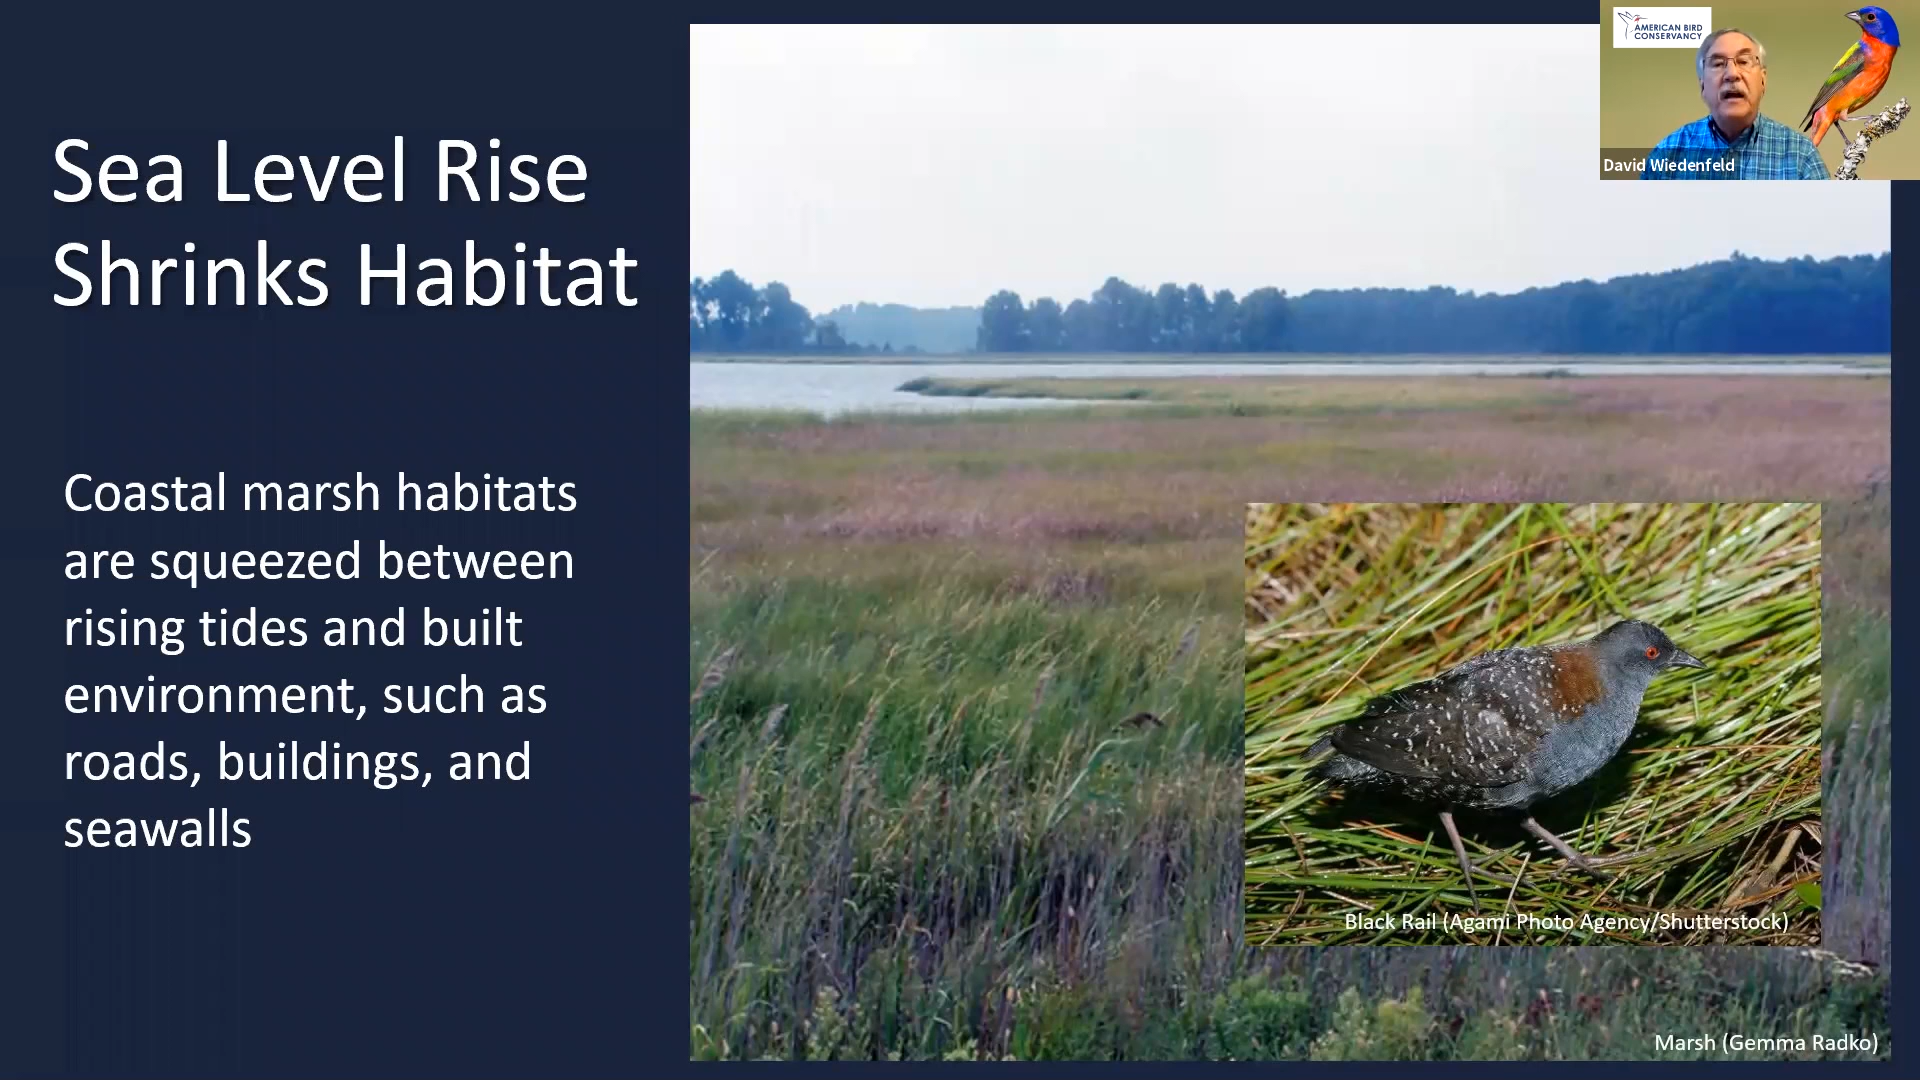 Sea Level Rise
Shrinks Habitat
Coastal marsh habitats
are squeezed between
rising tides and built
environment, such as
roads, buildings, and
seawalls
AMERICAN BIRD
CONSERVANCY
David Wiedenfeld
Black Rail (Agami Photo Agency/Shutterstock)
Marsh (Gemma Radko)